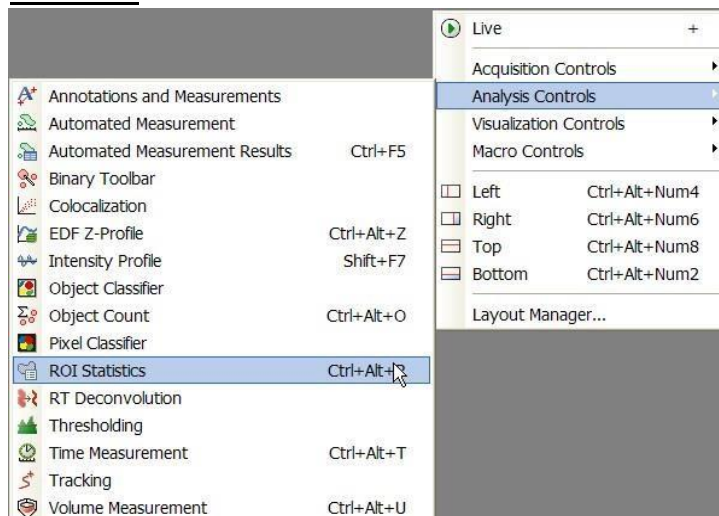 Live +
Acquisition Controls
Analysis Controls
Visualization Controls
Macro Controls
Left Ctrl+Alt+Num4
Right Ctrl+Alt+Num6
Top Ctrl+Alt+Num8
Bottom Ctrl+Alt+Num2
Layout Manager...
Annotations and Measurements
Automated Measurement
Automated Measurement Results Ctrl+F5
Binary Toolbar
Colocalization
EDF Z-Profile Ctrl+Alt+Z
Intensity Profile Shift+F7
Object Classifier
Object Count Ctrl+Alt+O
Pixel Classifier
ROI Statistics Ctrl+Alt+
RT Deconvolution
Thresholding
Time Measurement Ctrl+Alt+T
Tracking
Volume Measurement Ctrl+Alt+U